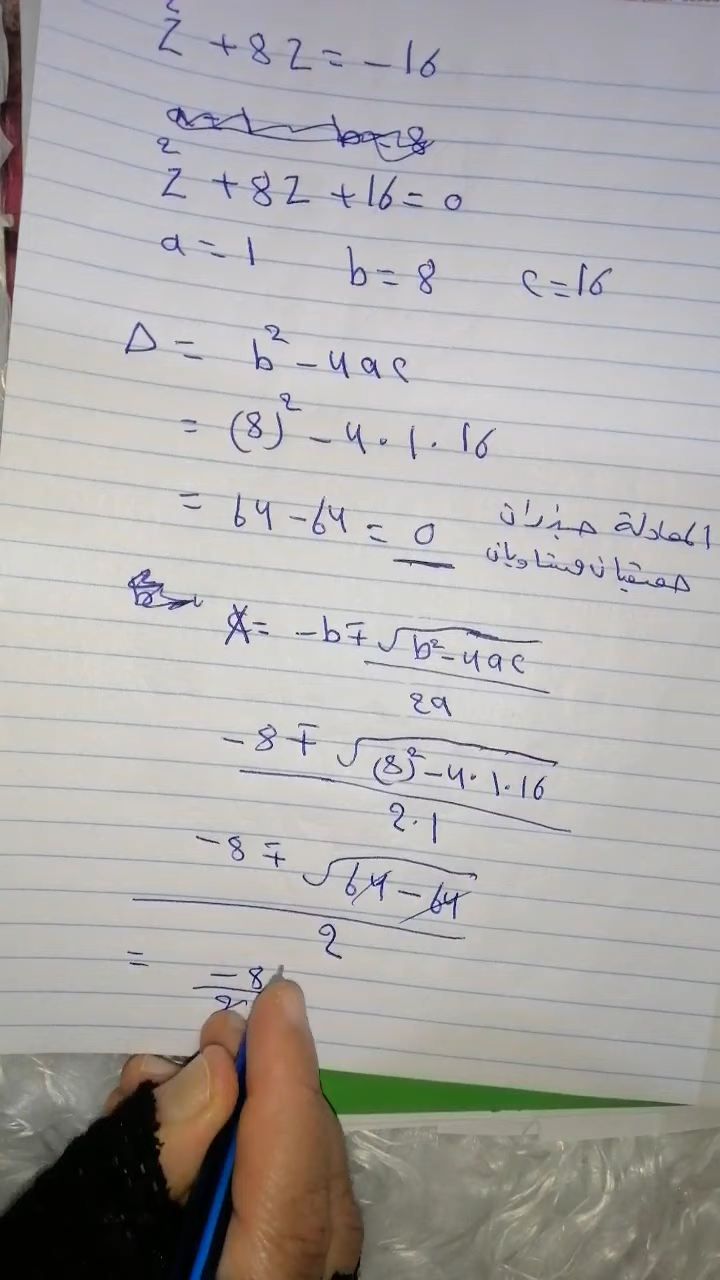 z² + 8z = -16
z² + 8z + 16 = 0
a = 1 b = 8 c = 16
Δ = b² - 4ac
= (8)² - 4 · 1 · 16
= 64 - 64 = 0 المعادلة جذران
حقيقيان متساويان
= -b ∓ √(b² - 4ac) / 2a
-8 ∓ √((8)² - 4 · 1 · 16) / 2 · 1
-8 ∓ √(64 - 64) / 2
= -8 / 2